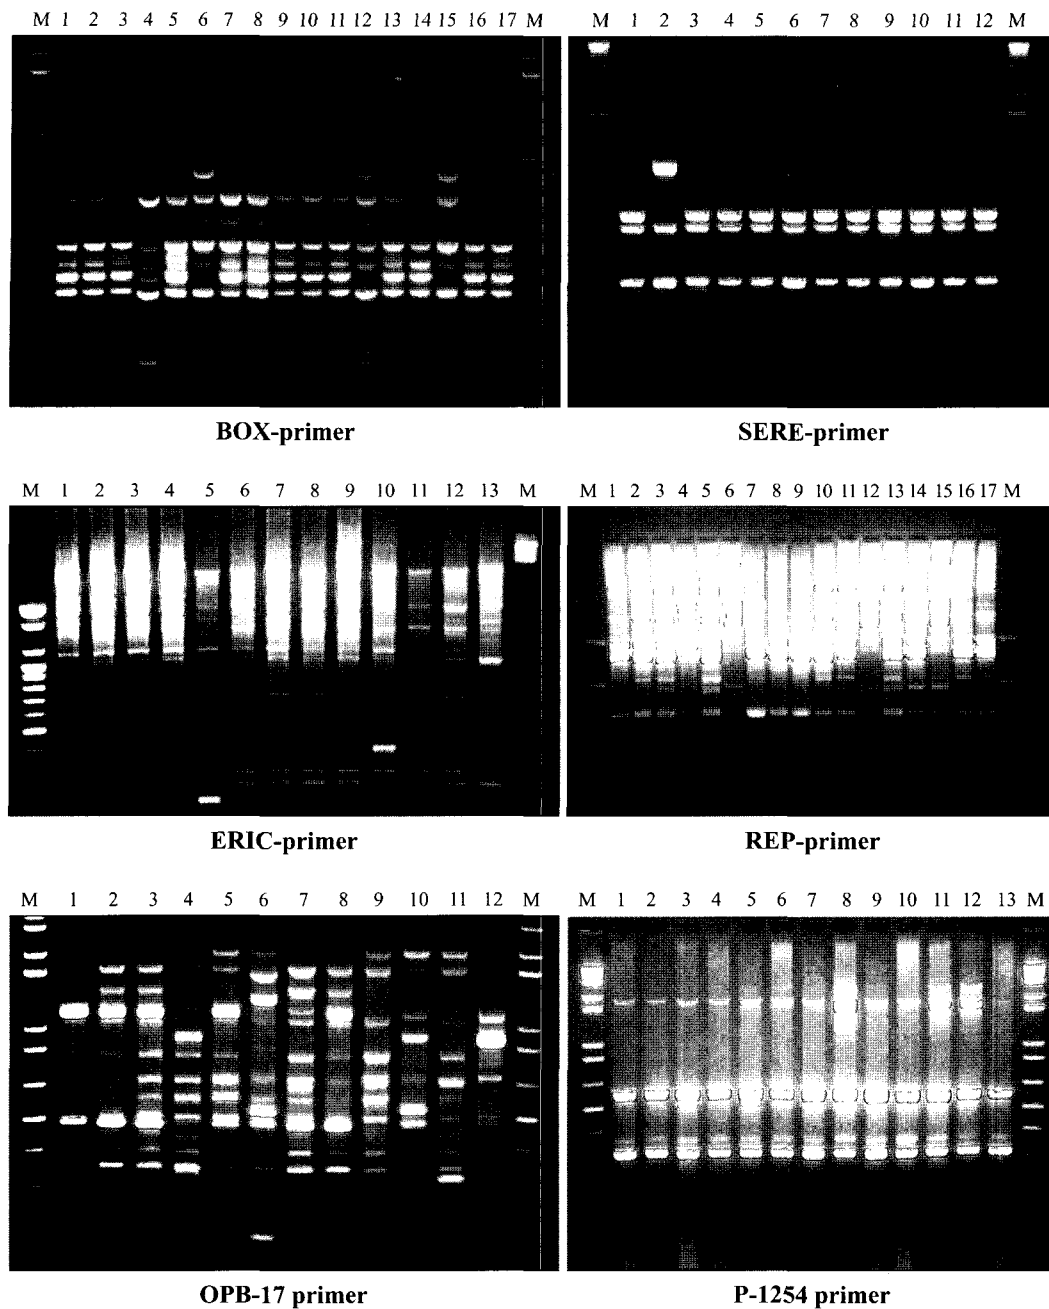 M 1 2 3 4 5 6 7 8 9 10 11 12 13 14 15 16 17 M
M 1 2 3 4 5 6 7 8 9 10 11 12 M
BOX-primer
SERE-primer
M 1 2 3 4 5 6 7 8 9 10 11 12 13 M
M 1 2 3 4 5 6 7 8 9 10 11 12 13 14 15 16 17 M
ERIC-primer
REP-primer
M 1 2 3 4 5 6 7 8 9 10 11 12 M
M 1 2 3 4 5 6 7 8 9 10 11 12 13 M
OPB-17 primer
P-1254 primer